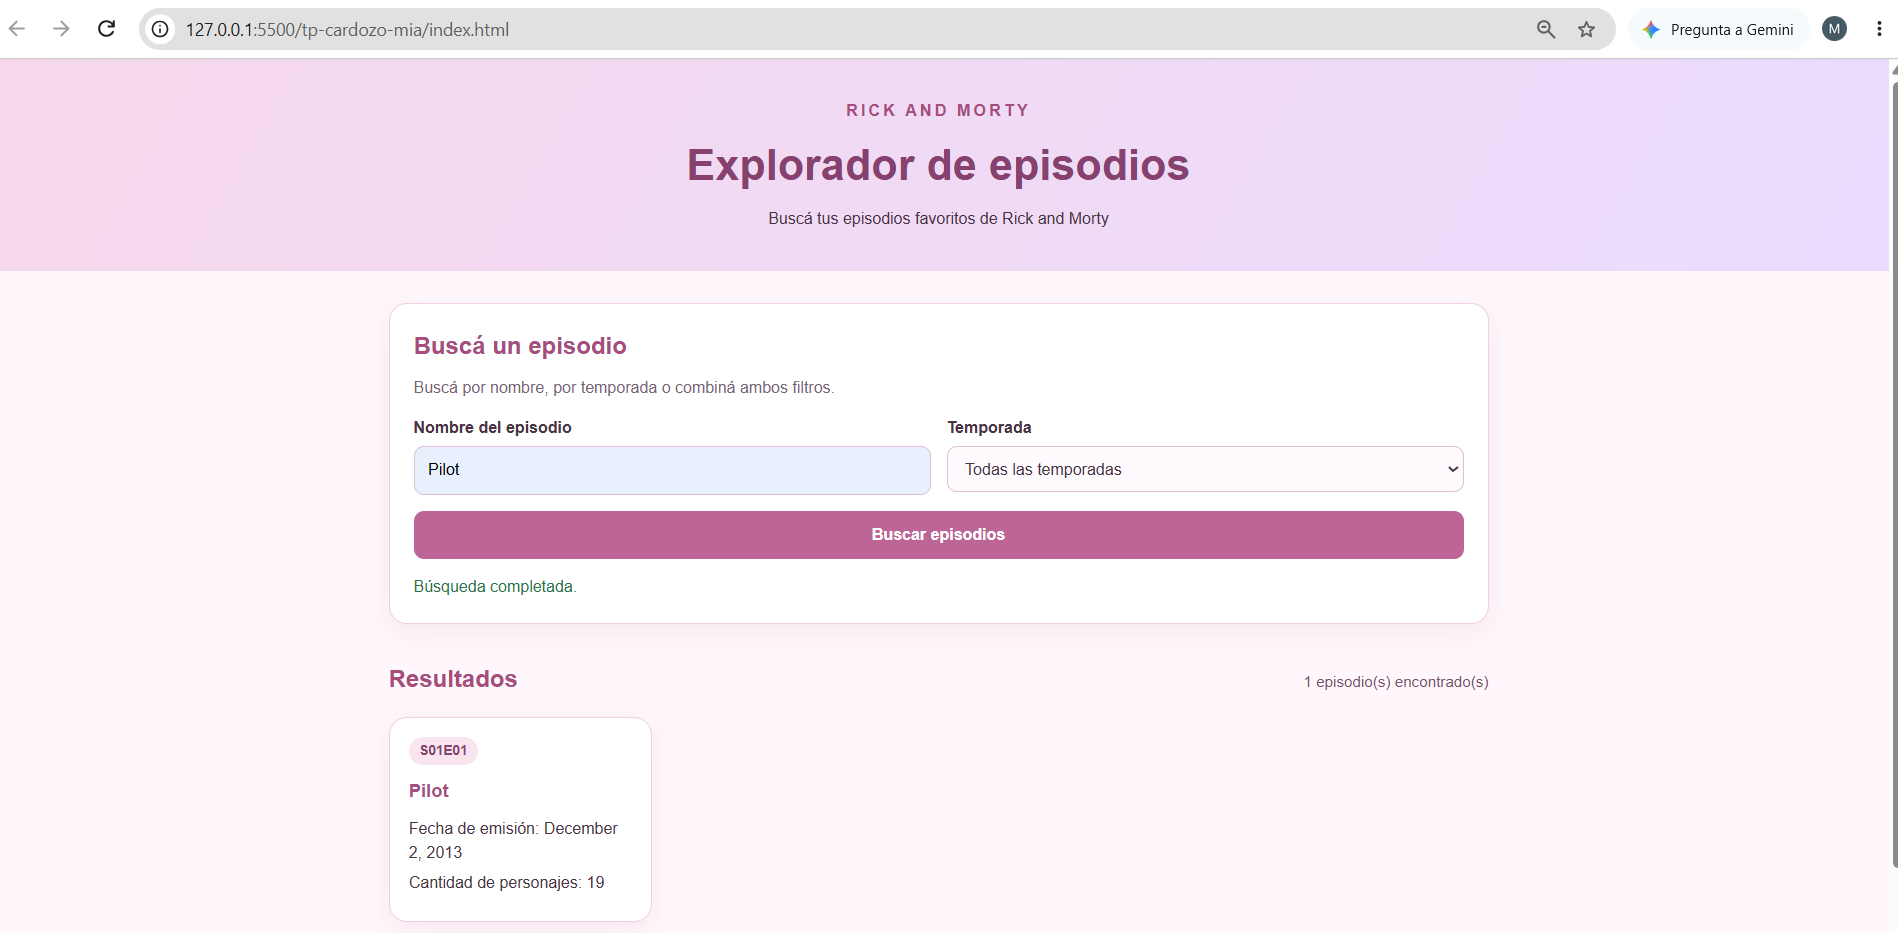 127.0.0.1:5500/tp-cardozo-mia/index.html
Pregunta a Gemini
M
RICK AND MORTY
Explorador de episodios
Buscá tus episodios favoritos de Rick and Morty
Buscá un episodio
Buscá por nombre, por temporada o combiná ambos filtros.
Nombre del episodio
Temporada
Pilot
Todas las temporadas
Buscar episodios
Búsqueda completada.
Resultados
1 episodio(s) encontrado(s)
S01E01
Pilot
Fecha de emisión: December
2, 2013
Cantidad de personajes: 19